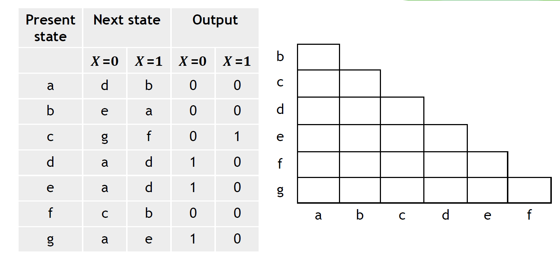 Present state Next state Output
X=0 X=1 X=0 X=1
a d b 0 0
b e a 0 0
c g f 0 1
d a d 1 0
e a d 1 0
f c b 0 0
g a e 1 0
b
c
d
e
f
g
a b c d e f